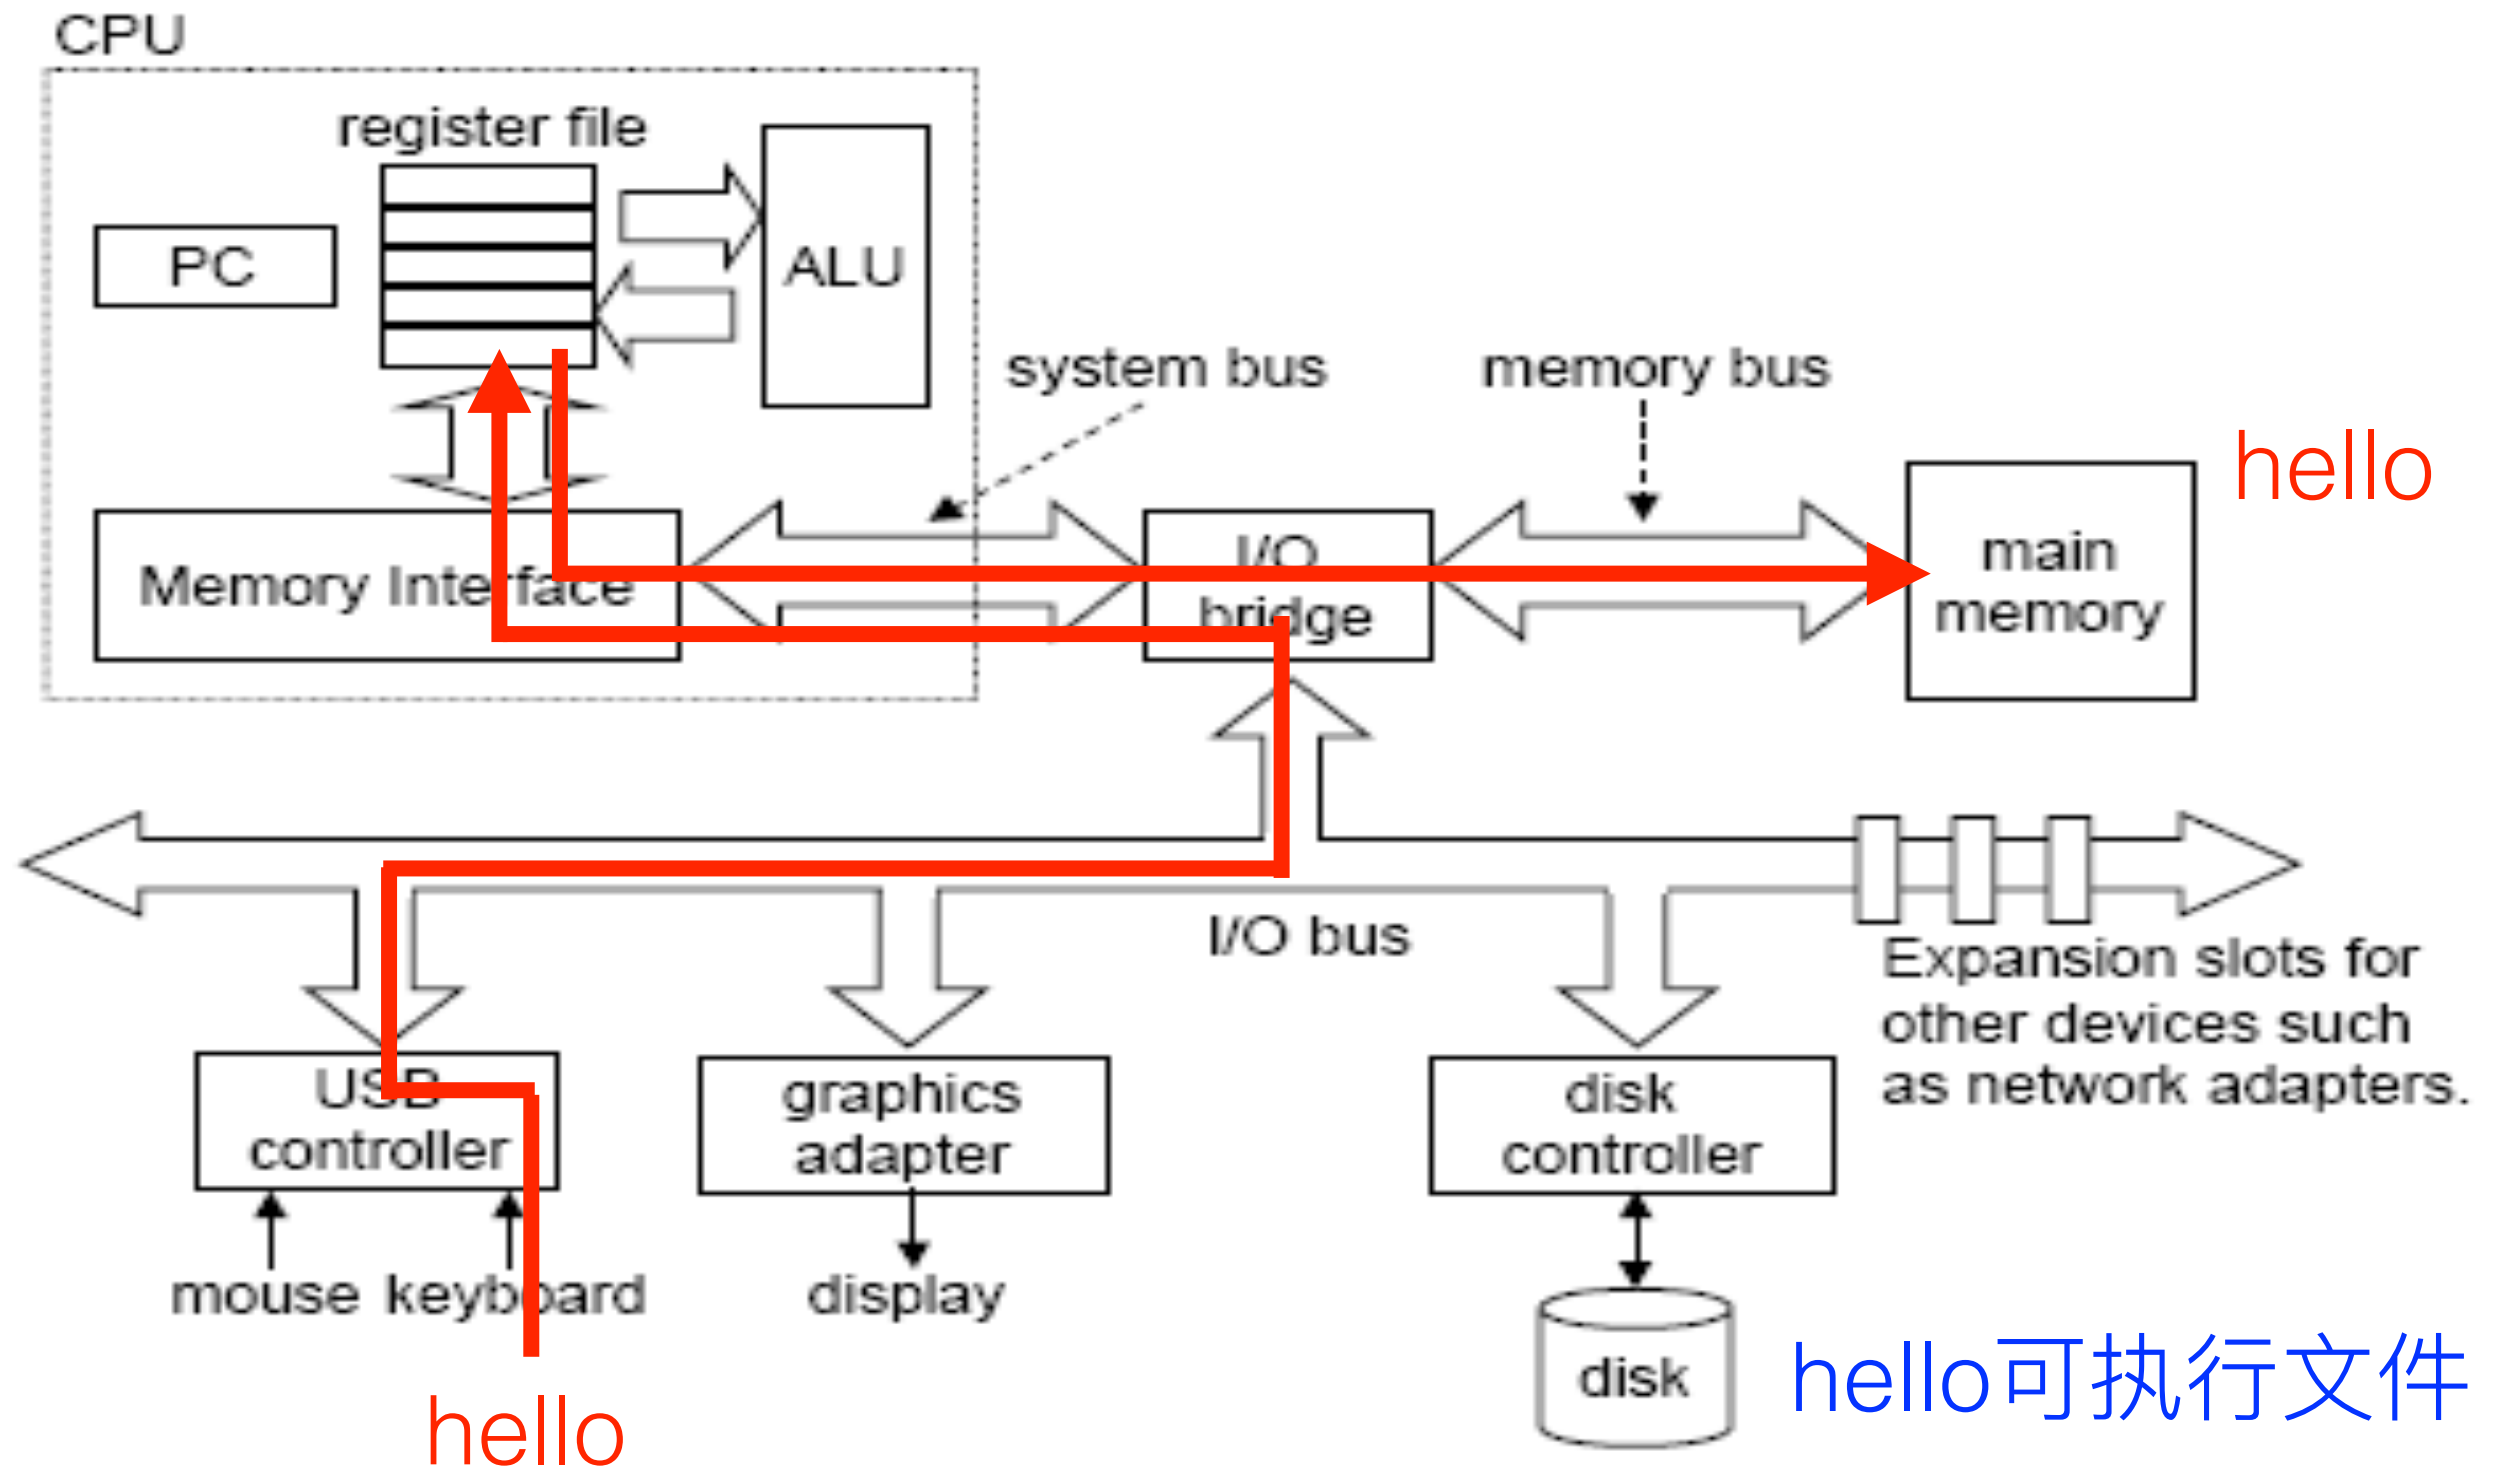 CPU
register file
PC
ALU
system bus
memory bus
hello
Memory Interface
I/O
bridge
main
memory
I/O bus
Expansion slots for
other devices such
as network adapters.
USB
controller
graphics
adapter
disk
controller
mouse
keyboard
display
disk
hello可执行文件
hello